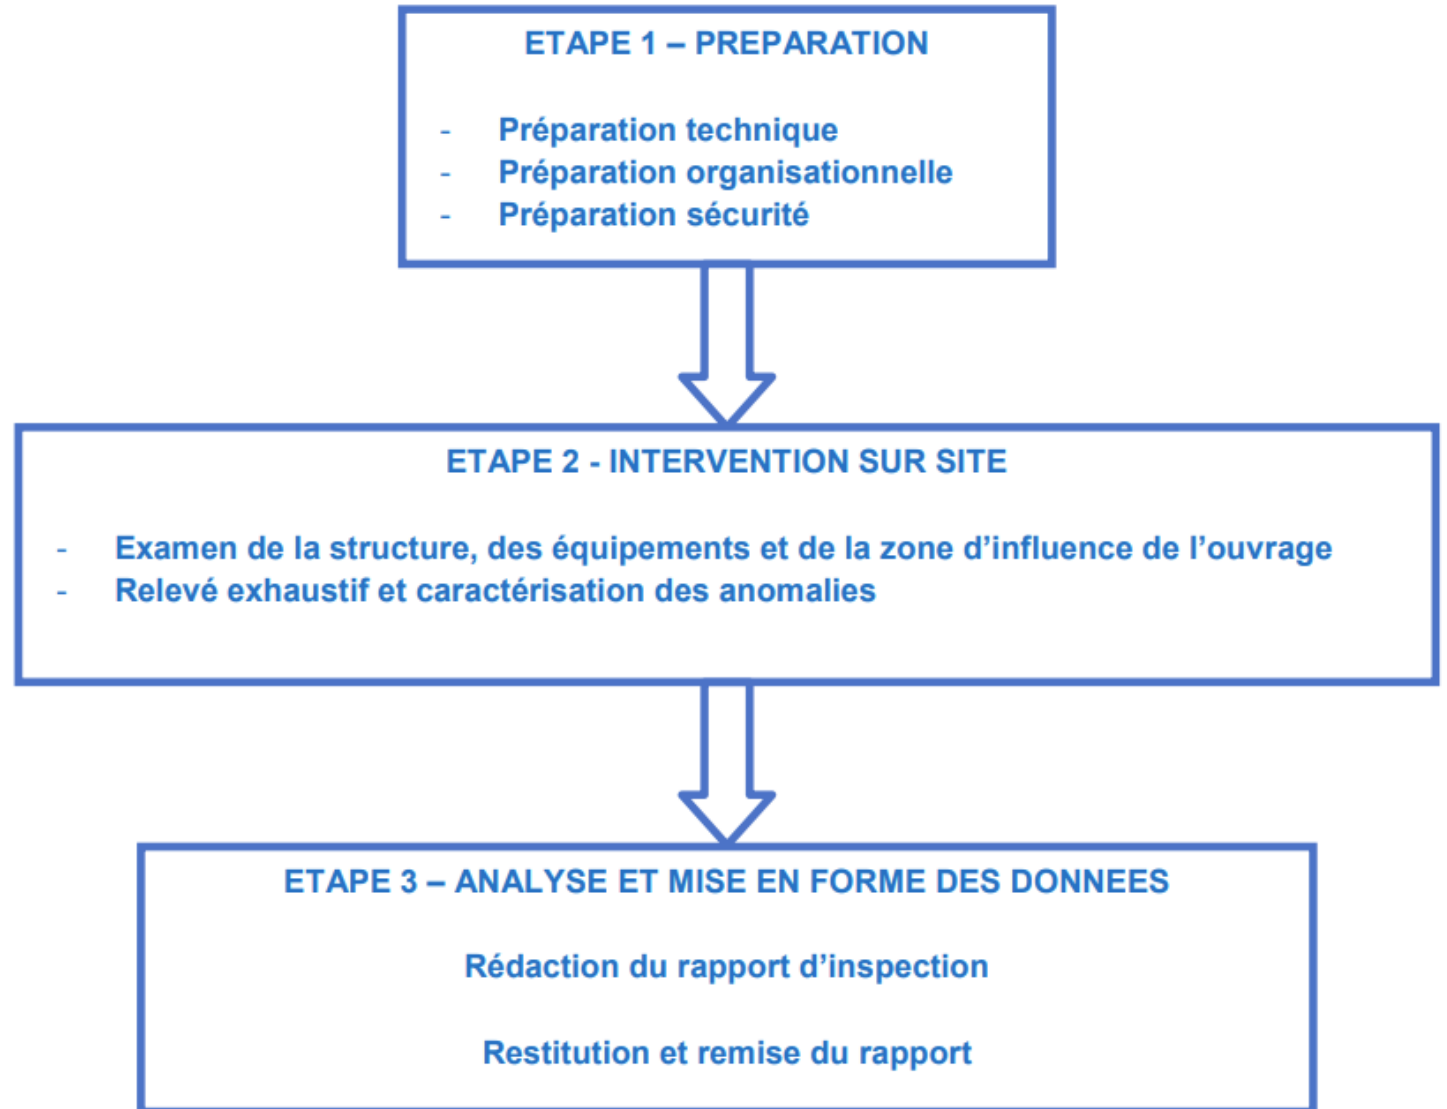 ETAPE 1 – PREPARATION
- Préparation technique
- Préparation organisationnelle
- Préparation sécurité
ETAPE 2 - INTERVENTION SUR SITE
- Examen de la structure, des équipements et de la zone d’influence de l’ouvrage
- Relevé exhaustif et caractérisation des anomalies
ETAPE 3 – ANALYSE ET MISE EN FORME DES DONNEES
Rédaction du rapport d’inspection
Restitution et remise du rapport